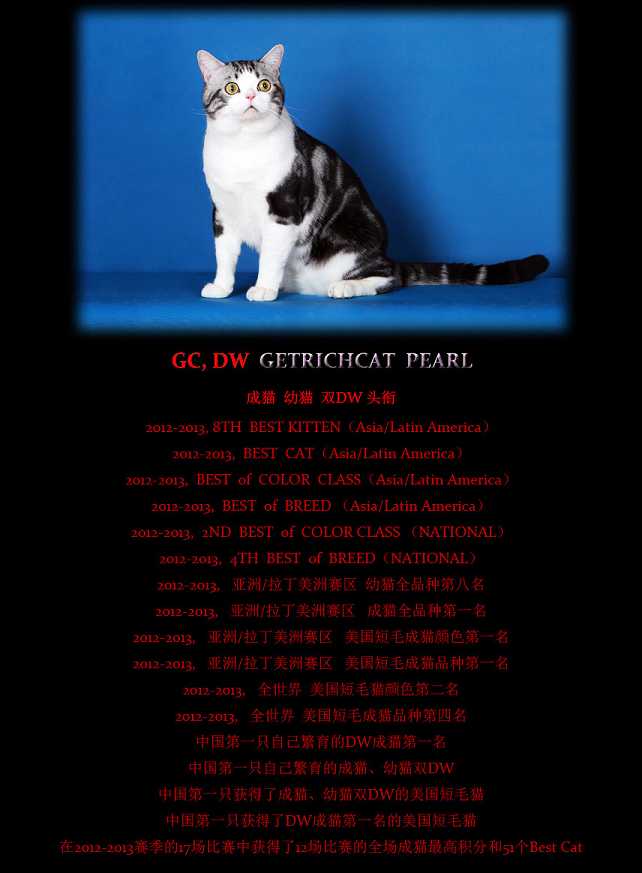 GC, DW GETRICHCAT PEARL
成猫 幼猫 双DW 头衔
2012-2013, 8TH BEST KITTEN（Asia/Latin America）
2012-2013, BEST CAT（Asia/Latin America）
2012-2013, BEST of COLOR CLASS（Asia/Latin America）
2012-2013, BEST of BREED （Asia/Latin America）
2012-2013, 2ND BEST of COLOR CLASS （NATIONAL）
2012-2013, 4TH BEST of BREED（NATIONAL）
2012-2013, 亚洲/拉丁美洲赛区 幼猫全品种第八名
2012-2013, 亚洲/拉丁美洲赛区 成猫全品种第一名
2012-2013, 亚洲/拉丁美洲赛区 美国短毛成猫颜色第一名
2012-2013, 亚洲/拉丁美洲赛区 美国短毛成猫品种第一名
2012-2013, 全世界 美国短毛猫颜色第二名
2012-2013, 全世界 美国短毛成猫品种第四名
中国第一只自己繁育的DW成猫第一名
中国第一只自己繁育的成猫、幼猫双DW
中国第一只获得了成猫、幼猫双DW的美国短毛猫
中国第一只获得了DW成猫第一名的美国短毛猫
在2012-2013赛季的17场比赛中获得了12场比赛的全场成猫最高积分和51个Best Cat